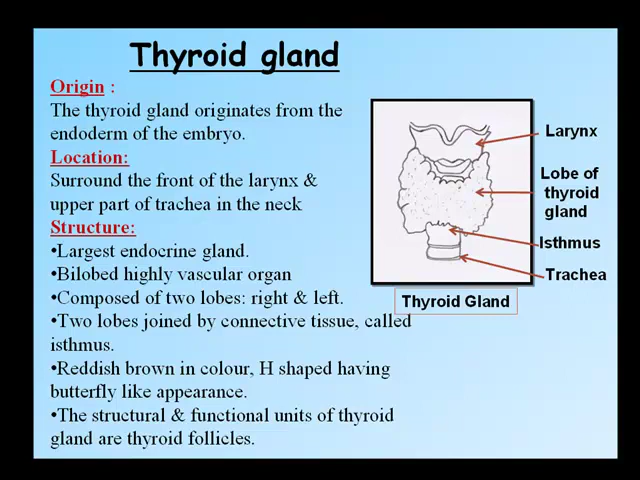 Thyroid gland
Origin :
The thyroid gland originates from the
endoderm of the embryo.
Location:
Surround the front of the larynx &
upper part of trachea in the neck
Structure:
•Largest endocrine gland.
•Bilobed highly vascular organ
•Composed of two lobes: right & left.
•Two lobes joined by connective tissue, called
isthmus.
•Reddish brown in colour, H shaped having
butterfly like appearance.
•The structural & functional units of thyroid
gland are thyroid follicles.
Larynx
Lobe of
thyroid
gland
Isthmus
Trachea
Thyroid Gland